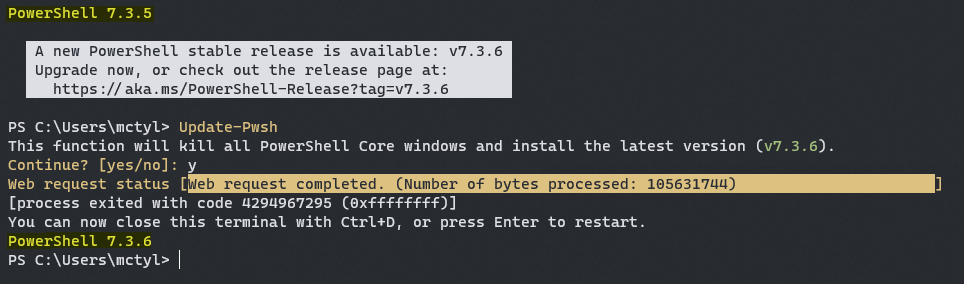 PowerShell 7.3.5
A new PowerShell stable release is available: v7.3.6
Upgrade now, or check out the release page at:
https://aka.ms/PowerShell-Release?tag=v7.3.6
PS C:\Users\mctyl> Update-Pwsh
This function will kill all PowerShell Core windows and install the latest version (v7.3.6).
Continue? [yes/no]: y
Web request status [Web request completed. (Number of bytes processed: 105631744) ]
[process exited with code 4294967295 (0xffffffff)]
You can now close this terminal with Ctrl+D, or press Enter to restart.
PowerShell 7.3.6
PS C:\Users\mctyl>